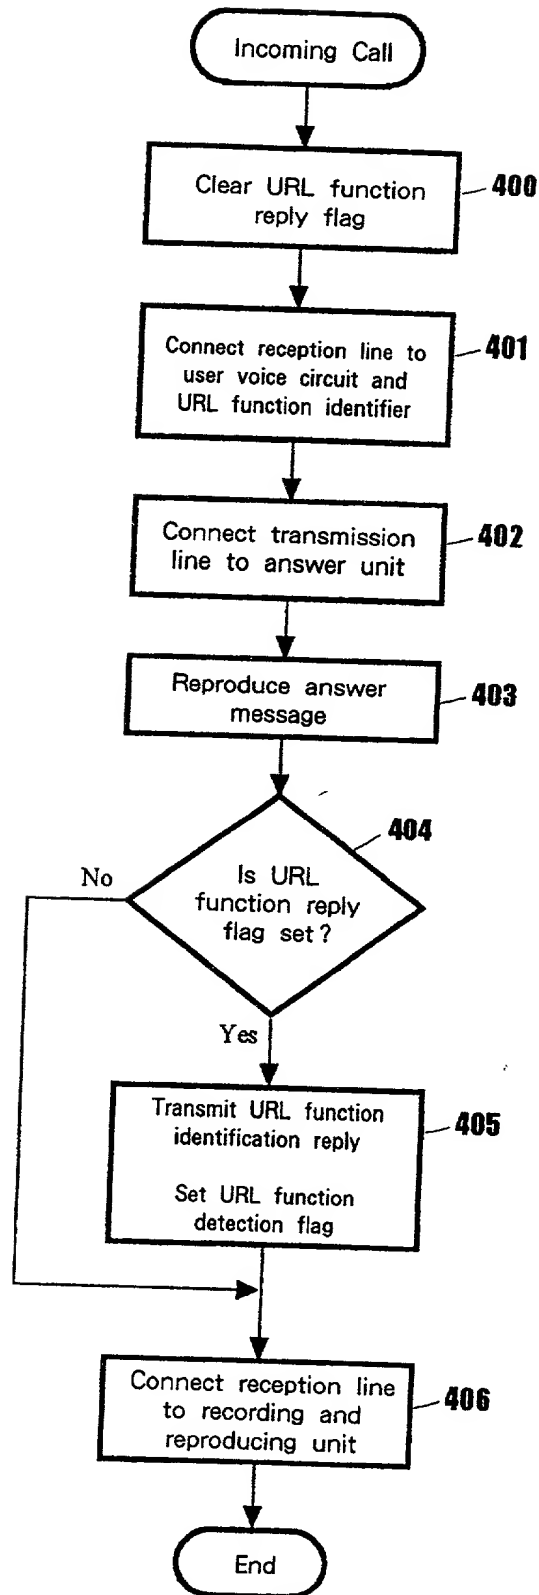 Incoming Call
Clear URL function
reply flag
400
Connect reception line to
user voice circuit and
URL function identifier
401
Connect transmission
line to answer unit
402
Reproduce answer
message
403
404
Is URL
function reply
flag set?
No
Yes
Transmit URL function
identification reply
Set URL function
detection flag
405
Connect reception line
to recording and
reproducing unit
406
End